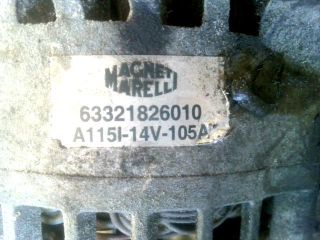 MAGNETI
MARELLI
63321826010
A115I-14V-105A